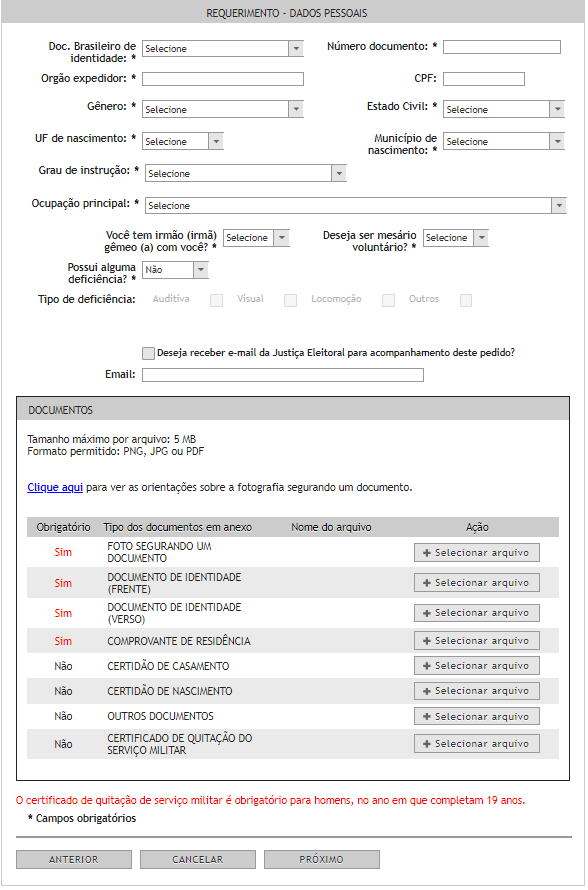 REQUERIMENTO - DADOS PESSOAIS
Doc. Brasileiro de
identidade: *
Selecione
Número documento: *
Orgão expedidor: *
CPF:
Gênero: *
Selecione
Estado Civil: *
Selecione
UF de nascimento: *
Selecione
Município de
nascimento: *
Selecione
Grau de instrução: *
Selecione
Ocupação principal: *
Selecione
Você tem irmão (irmã)
gêmeo (a) com você? *
Selecione
Deseja ser mesário
voluntário? *
Selecione
Possui alguma
deficiência? *
Não
Tipo de deficiência: Auditiva Visual Locomoção Outros
Deseja receber e-mail da Justiça Eleitoral para acompanhamento deste pedido?
Email:
DOCUMENTOS
Tamanho máximo por arquivo: 5 MB
Formato permitido: PNG, JPG ou PDF
Clique aqui para ver as orientações sobre a fotografia segurando um documento.
Obrigatório Tipo dos documentos em anexo Nome do arquivo Ação
Sim
FOTO SEGURANDO UM
DOCUMENTO
+ Selecionar arquivo
Sim
DOCUMENTO DE IDENTIDADE
(FRENTE)
+ Selecionar arquivo
Sim
DOCUMENTO DE IDENTIDADE
(VERSO)
+ Selecionar arquivo
Sim COMPROVANTE DE RESIDÊNCIA + Selecionar arquivo
Não CERTIDÃO DE CASAMENTO + Selecionar arquivo
Não CERTIDÃO DE NASCIMENTO + Selecionar arquivo
Não OUTROS DOCUMENTOS + Selecionar arquivo
Não
CERTIFICADO DE QUITAÇÃO DO
SERVIÇO MILITAR
+ Selecionar arquivo
O certificado de quitação de serviço militar é obrigatório para homens, no ano em que completam 19 anos.
* Campos obrigatórios
ANTERIOR CANCELAR PRÓXIMO